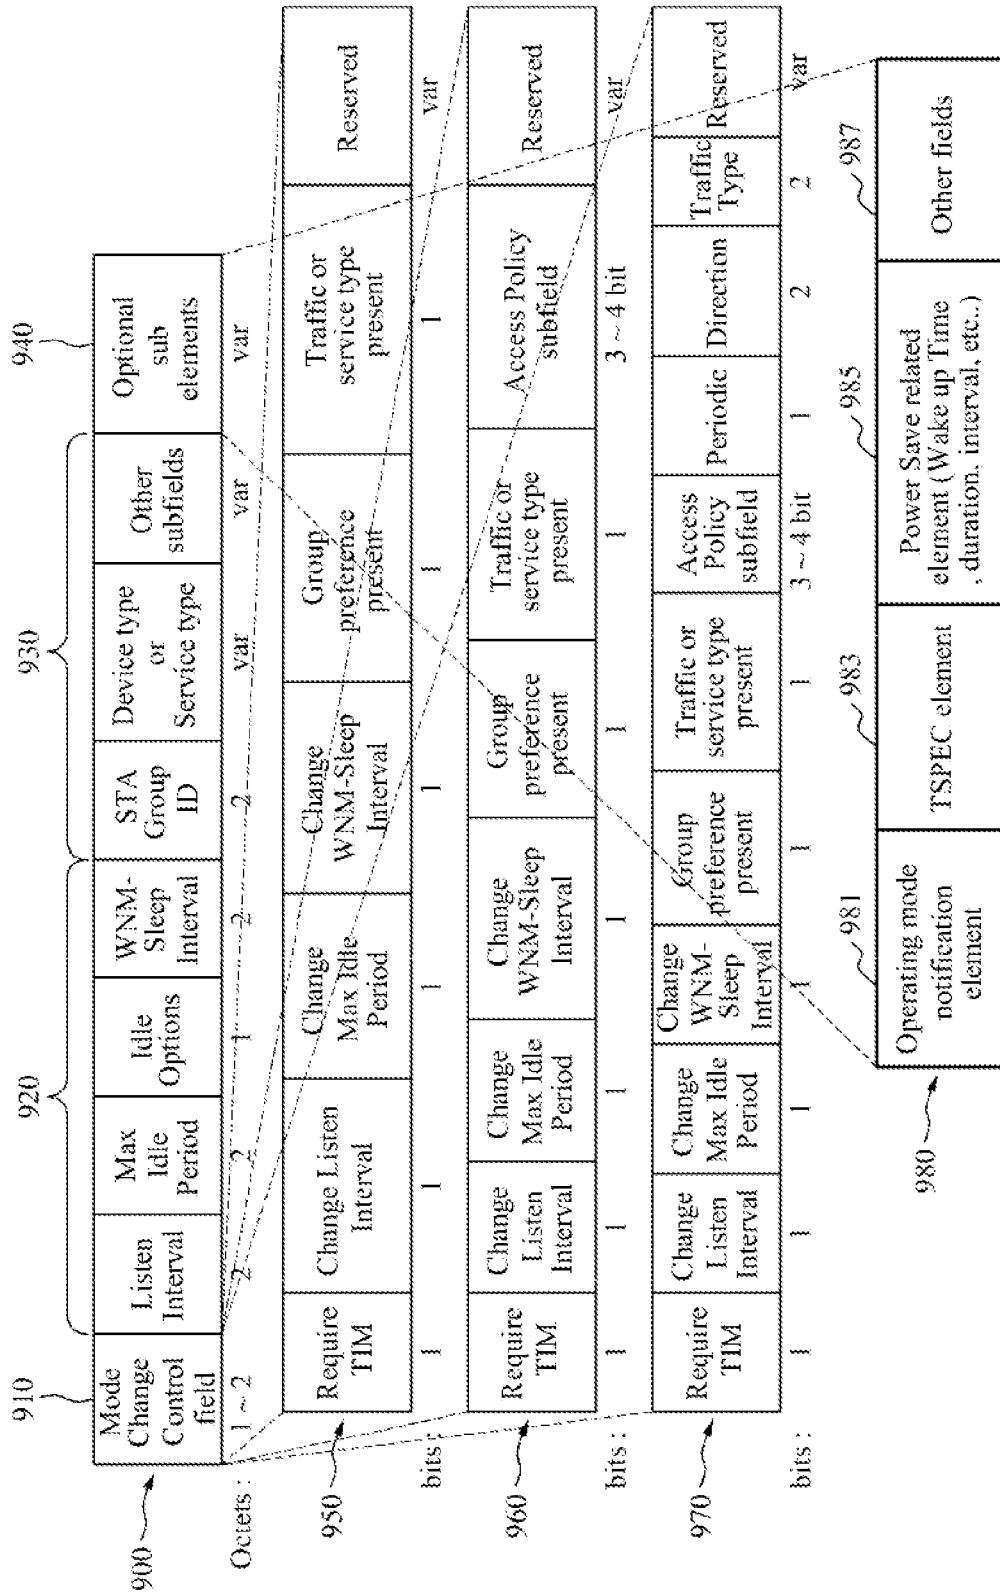 910
920
930
940
Mode
Change
Control
field
Listen
Interval
Max
Idle
Period
Idle
Options
WNM-
Sleep
Interval
STA
Group
ID
Device type
or
Service type
Other
subfields
Optional
sub
elements
900
Octets :
1 ~ 2
2
2
1
2
2
var
var
var
Require
TIM
Change Listen
Interval
Change
Max Idle
Period
Change
WNM-Sleep
Interval
Group
preference
present
Traffic or
service type
present
Reserved
950
bits :
1
1
1
1
1
1
var
Require
TIM
Change
Listen
Interval
Change
Max Idle
Period
Change
WNM-Sleep
Interval
Group
preference
present
Traffic or
service type
present
Access Policy
subfield
Reserved
960
bits :
1
1
1
1
1
1
3 ~ 4 bit
var
Require
TIM
Change
Listen
Interval
Change
Max Idle
Period
Change
WNM-
Sleep
Interval
Group
preference
present
Traffic or
service type
present
Access
Policy
subfield
Periodic
Direction
Traffic
Type
Reserved
970
bits :
1
1
1
1
1
1
3 ~ 4 bit
1
2
2
var
981
983
985
987
Operating mode
notification
element
TSPEC element
Power Save related
element (Wake up Time
, duration, interval, etc..)
Other fields
980